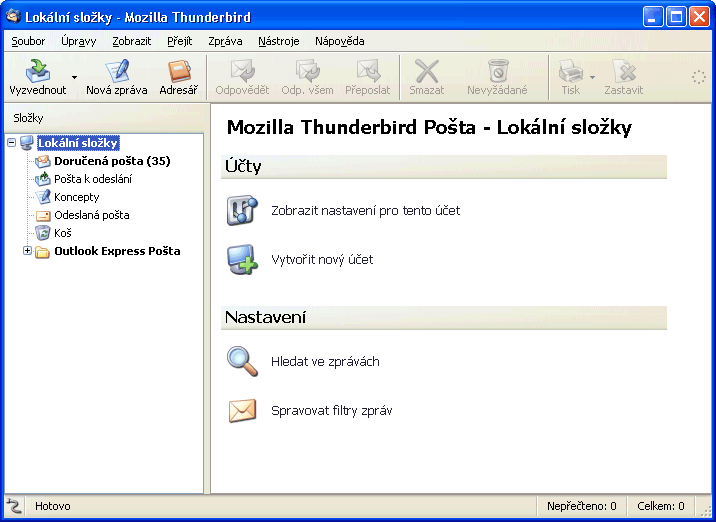 Lokální složky - Mozilla Thunderbird
Soubor Úpravy Zobrazit Přejít Zpráva Nástroje Nápověda
Vyzvednout Nová zpráva Adresář Odpovědět Odp. všem Přeposlat Smazat Nevyžádané Tisk Zastavit
Složky
Lokální složky
Doručená pošta (35)
Pošta k odeslání
Koncepty
Odeslaná pošta
Koš
Outlook Express Pošta
Mozilla Thunderbird Pošta - Lokální složky
Účty
Zobrazit nastavení pro tento účet
Vytvořit nový účet
Nastavení
Hledat ve zprávách
Spravovat filtry zpráv
Hotovo Nepřečteno: 0 Celkem: 0